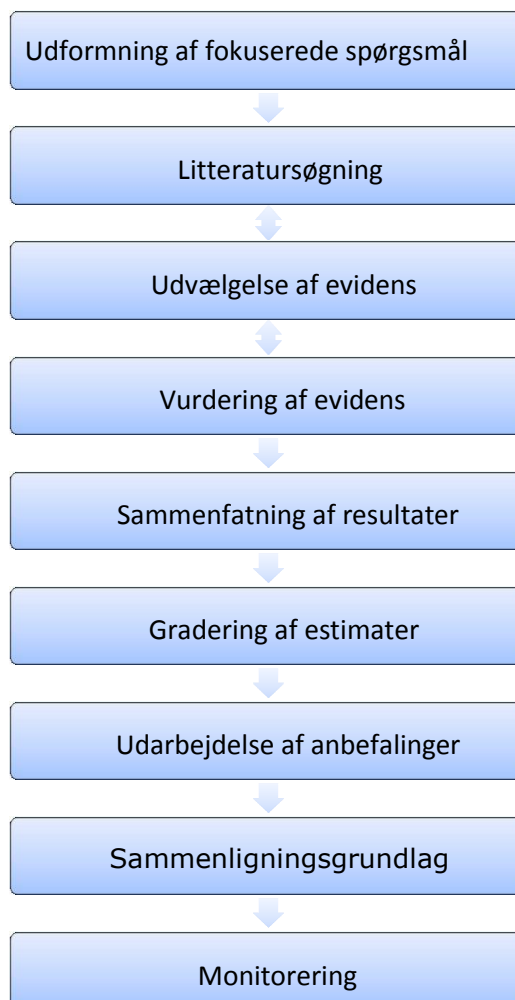 Udformning af fokuserede spørgsmål
Litteratursøgning
Udvælgelse af evidens
Vurdering af evidens
Sammenfatning af resultater
Gradering af estimater
Udarbejdelse af anbefalinger
Sammenligningsgrundlag
Monitorering